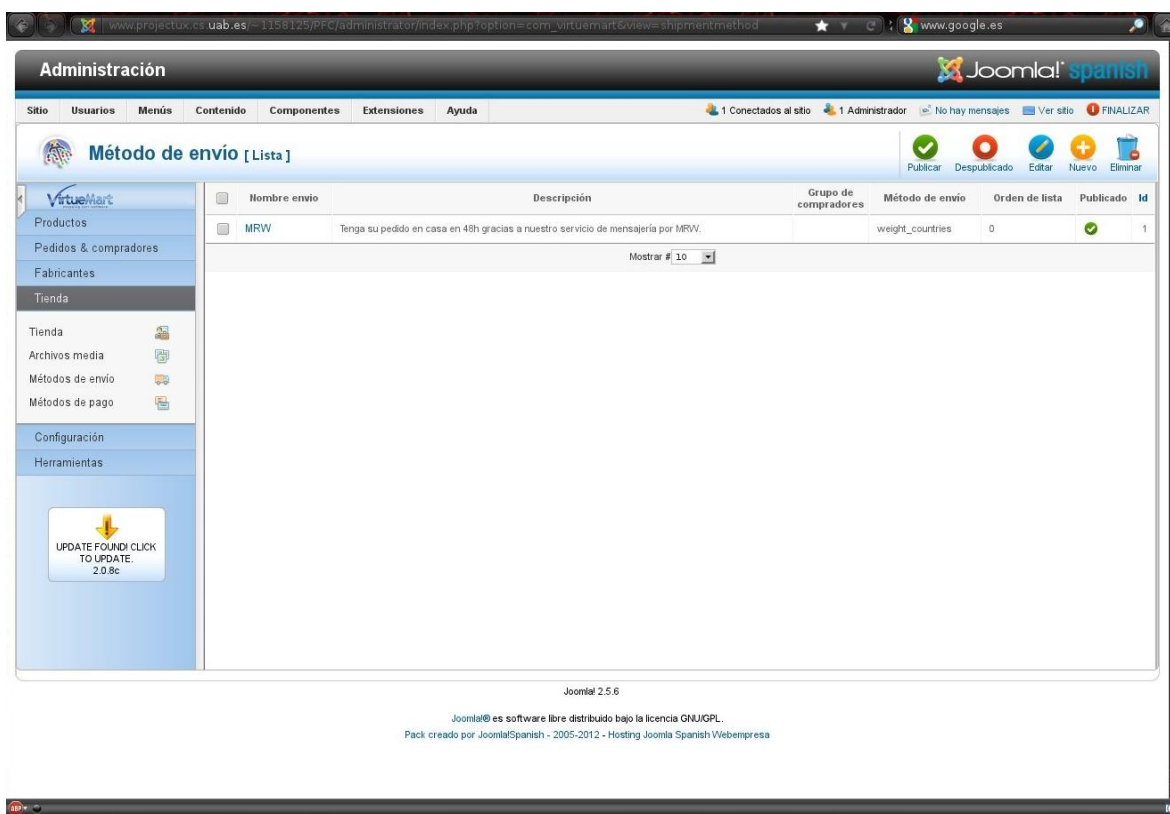 www.projectux.cs.uab.es/~1158125/PFC/administrator/index.php?option=com_virtuemart&view=shipmentmethod
www.google.es
Administración
Joomla! spanish
Sitio Usuarios Menús Contenido Componentes Extensiones Ayuda
1 Conectados al sitio 1 Administrador No hay mensajes Ver sitio FINALIZAR
Método de envío [ Lista ]
Publicar Despublicado Editar Nuevo Eliminar
VirtueMart
Nombre envio Descripción Grupo de compradores Método de envío Orden de lista Publicado Id
MRW Tenga su pedido en casa en 48h gracias a nuestro servicio de mensajería por MRW. weight_countries 0 1
Mostrar # 10
Productos
Pedidos & compradores
Fabricantes
Tienda
Tienda
Archivos media
Métodos de envío
Métodos de pago
Configuración
Herramientas
UPDATE FOUND! CLICK
TO UPDATE.
2.0.8c
Joomla! 2.5.6
Joomla!® es software libre distribuido bajo la licencia GNU/GPL.
Pack creado por Joomla!Spanish - 2005-2012 - Hosting Joomla Spanish Webempresa
ABP